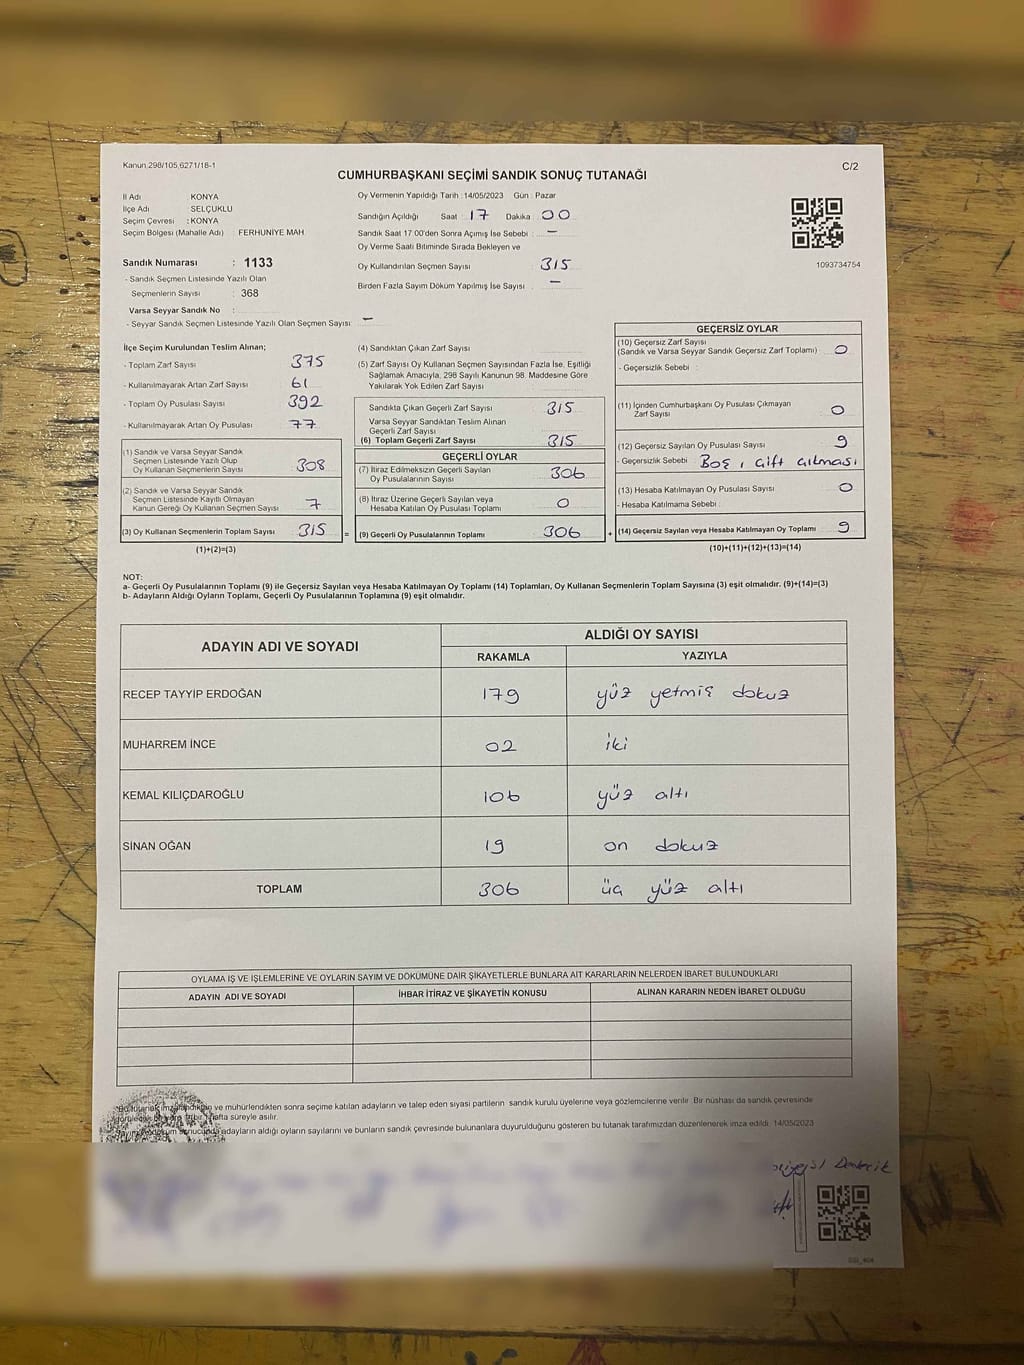 Kanun 298/105,6271/18-1
C/2
CUMHURBAŞKANI SEÇİMİ SANDIK SONUÇ TUTANAĞI
İl Adı KONYA
İlçe Adı : SELÇUKLU
Seçim Çevresi : KONYA
Seçim Bölgesi (Mahalle Adı) : FERHUNİYE MAH.
Sandık Numarası : 1133
- Sandık Seçmen Listesinde Yazılı Olan
Seçmenlerin Sayısı : 368
Varsa Seyyar Sandık No :
- Seyyar Sandık Seçmen Listesinde Yazılı Olan Seçmen Sayısı: -
Oy Vermenin Yapıldığı Tarih :14/05/2023 Gün : Pazar
Sandığın Açıldığı Saat : 17 Dakika : 00
Sandık Saat 17:00'den Sonra Açımış İse Sebebi : -
Oy Verme Saati Bitiminde Sırada Bekleyen ve
Oy Kullandırılan Seçmen Sayısı : 315
Birden Fazla Sayım Döküm Yapılmış İse Sayısı : -
1093734754
İlçe Seçim Kurulundan Teslim Alınan;
- Toplam Zarf Sayısı : 375
- Kullanılmayarak Artan Zarf Sayısı : 61
- Toplam Oy Pusulası Sayısı : 392
- Kullanılmayarak Artan Oy Pusulası : 77
(1) Sandık ve Varsa Seyyar Sandık
Seçmen Listesinde Yazılı Olup
Oy Kullanan Seçmenlerin Sayısı : 308
(2) Sandık ve Varsa Seyyar Sandık
Seçmen Listesinde Kayıtlı Olmayan
Kanun Gereği Oy Kullanan Seçmen Sayısı : 7
(3) Oy Kullanan Seçmenlerin Toplam Sayısı : 315
(1)+(2)=(3)
(4) Sandıktan Çıkan Zarf Sayısı :
(5) Zarf Sayısı Oy Kullanan Seçmen Sayısından Fazla İse, Eşitliği
Sağlamak Amacıyla, 298 Sayılı Kanunun 98. Maddesine Göre
Yakılarak Yok Edilen Zarf Sayısı :
Sandıkta Çıkan Geçerli Zarf Sayısı : 315
Varsa Seyyar Sandıktan Teslim Alınan
Geçerli Zarf Sayısı :
(6) Toplam Geçerli Zarf Sayısı : 315
GEÇERLİ OYLAR
(7) İtiraz Edilmeksizin Geçerli Sayılan
Oy Pusulalarının Sayısı : 306
(8) İtiraz Üzerine Geçerli Sayılan veya
Hesaba Katılan Oy Pusulaları Toplamı : 0
= (9) Geçerli Oy Pusulalarının Toplamı : 306
GEÇERSİZ OYLAR
(10) Geçersiz Zarf Sayısı
(Sandık ve Varsa Seyyar Sandık Geçersiz Zarf Toplamı) : 0
- Geçersizlik Sebebi :
(11) İçinden Cumhurbaşkanı Oy Pusulası Çıkmayan
Zarf Sayısı : 0
(12) Geçersiz Sayılan Oy Pusulası Sayısı : 9
- Geçersizlik Sebebi : Boş, çift çıkması
(13) Hesaba Katılmayan Oy Pusulası Sayısı : 0
- Hesaba Katılmama Sebebi :
+ (14) Geçersiz Sayılan veya Hesaba Katılmayan Oy Toplamı : 9
(10)+(11)+(12)+(13)=(14)
NOT:
a- Geçerli Oy Pusulalarının Toplamı (9) ile Geçersiz Sayılan veya Hesaba Katılmayan Oy Toplamı (14) Toplamları, Oy Kullanan Seçmenlerin Toplam Sayısına (3) eşit olmalıdır. (9)+(14)=(3)
b- Adayların Aldığı Oyların Toplamı, Geçerli Oy Pusulalarının Toplamına (9) eşit olmalıdır.
ADAYIN ADI VE SOYADI ALDIĞI OY SAYISI
RAKAMLA YAZIYLA
RECEP TAYYİP ERDOĞAN 179 yüz yetmiş dokuz
MUHARREM İNCE 02 iki
KEMAL KILIÇDAROĞLU 106 yüz altı
SİNAN OĞAN 19 on dokuz
TOPLAM 306 üç yüz altı
OYLAMA İŞ VE İŞLEMLERİNE VE OYLARIN SAYIM VE DÖKÜMÜNE DAİR ŞİKAYETLERLE BUNLARA AİT KARARLARIN NELERDEN İBARET BULUNDUKLARI
ADAYIN ADI VE SOYADI İHBAR İTİRAZ VE ŞİKAYETİN KONUSU ALINAN KARARIN NEDEN İBARET OLDUĞU
ve mühürlendikten sonra seçime katılan adayların ve talep eden siyasi partilerin sandık kurulu üyelerine veya gözlemcilerine verilir. Bir nüshası da sandık çevresinde
hafta süreyle asılır.
adayların aldığı oyların sayılarını ve bunların sandık çevresinde bulunanlara duyurulduğunu gösteren bu tutanak tarafımızdan düzenlenerek imza edildi. 14/05/2023